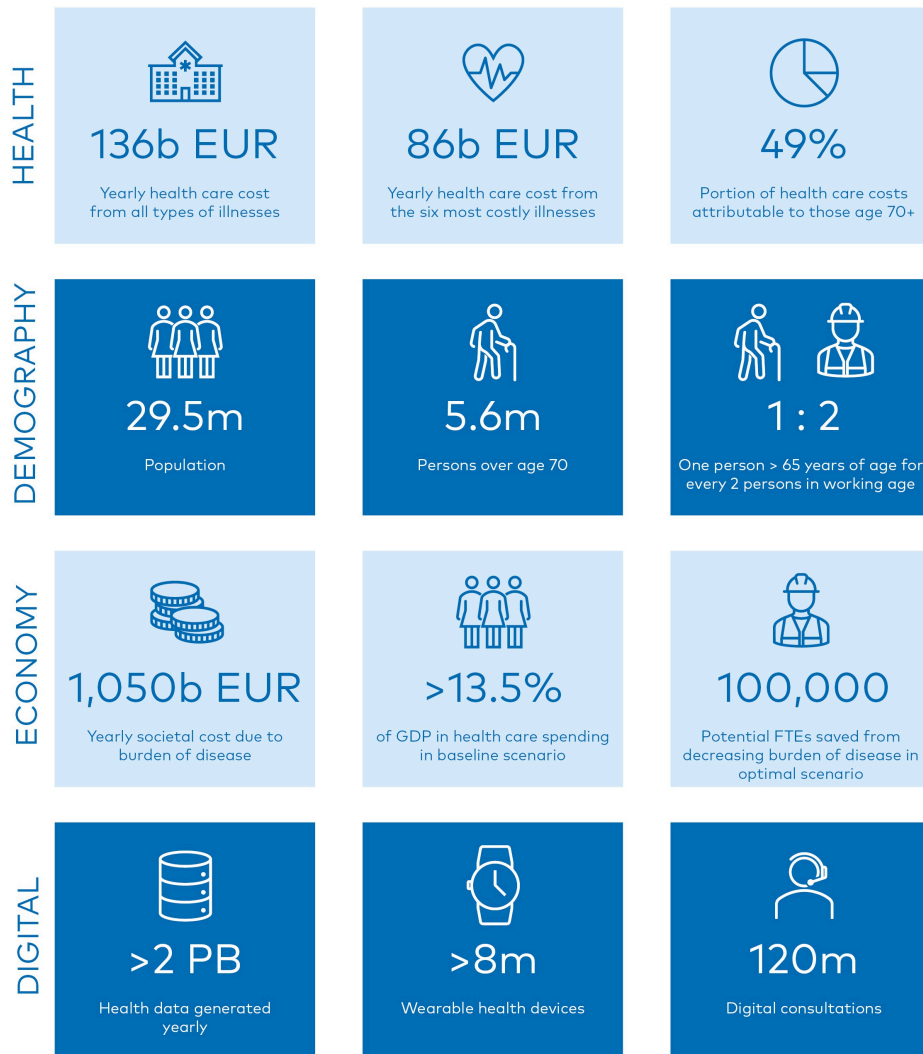 HEALTH
136b EUR
Yearly health care cost
from all types of illnesses
86b EUR
Yearly health care cost from
the six most costly illnesses
49%
Portion of health care costs
attributable to those age 70+
DEMOGRAPHY
29.5m
Population
5.6m
Persons over age 70
1 : 2
One person > 65 years of age for
every 2 persons in working age
ECONOMY
1,050b EUR
Yearly societal cost due to
burden of disease
>13.5%
of GDP in health care spending
in baseline scenario
100,000
Potential FTEs saved from
decreasing burden of disease in
optimal scenario
DIGITAL
>2 PB
Health data generated
yearly
>8m
Wearable health devices
120m
Digital consultations